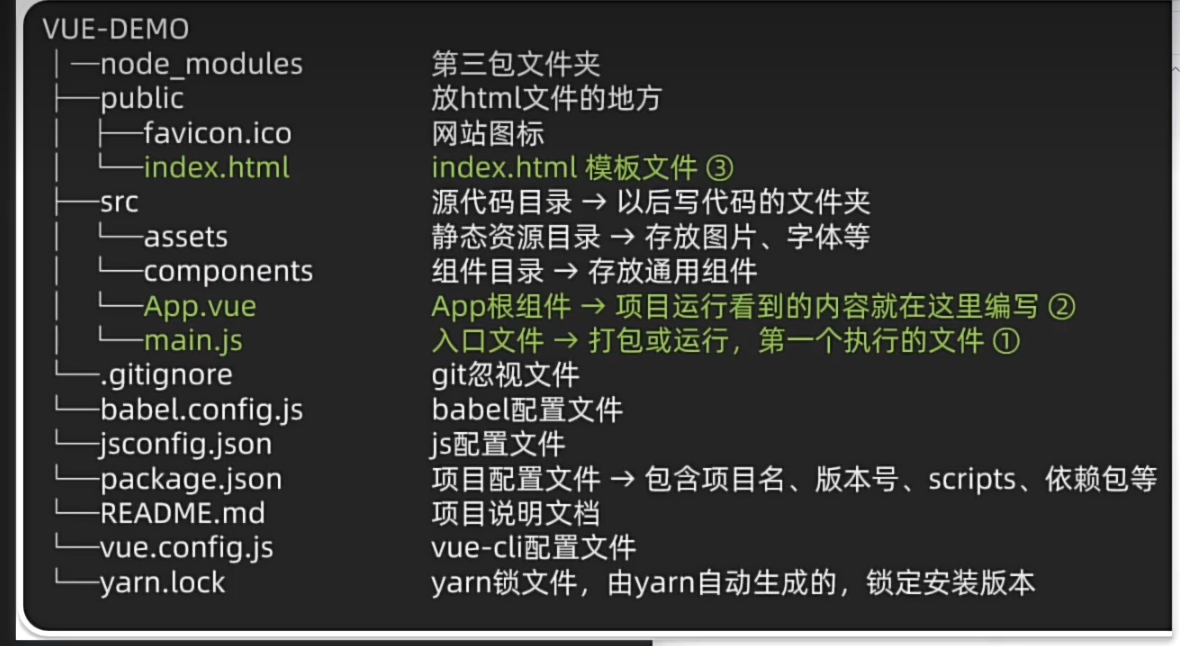 VUE-DEMO
│─node_modules 第三包文件夹
├─public 放html文件的地方
│ ├─favicon.ico 网站图标
│ └─index.html index.html 模板文件 ③
├─src 源代码目录 → 以后写代码的文件夹
│ └─assets 静态资源目录 → 存放图片、字体等
│ └─components 组件目录 → 存放通用组件
│ └─App.vue App根组件 → 项目运行看到的内容就在这里编写 ②
│ └─main.js 入口文件 → 打包或运行，第一个执行的文件 ①
└─.gitignore git忽视文件
└─babel.config.js babel配置文件
└─jsconfig.json js配置文件
└─package.json 项目配置文件 → 包含项目名、版本号、scripts、依赖包等
└─README.md 项目说明文档
└─vue.config.js vue-cli配置文件
└─yarn.lock yarn锁文件，由yarn自动生成的，锁定安装版本